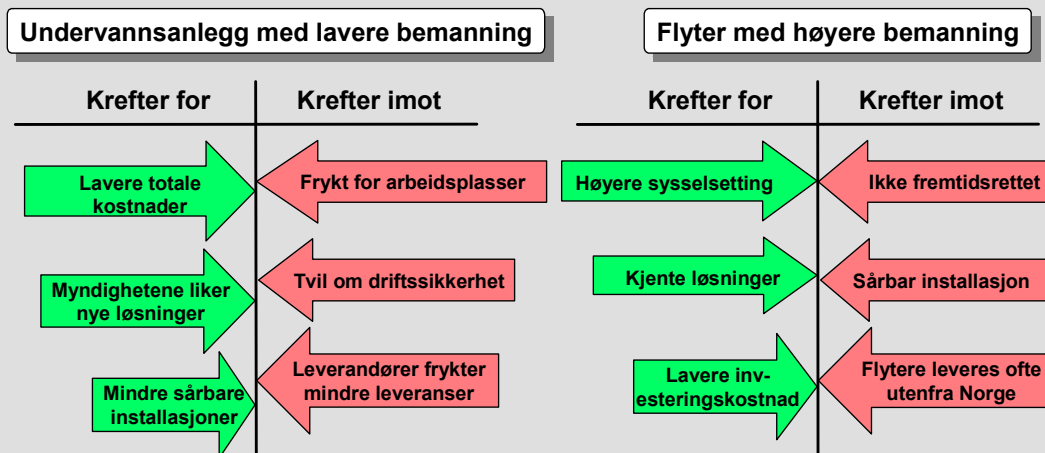 Undervannsanlegg med lavere bemanning
Krefter for
Krefter imot
Lavere totale
kostnader
Frykt for arbeidsplasser
Myndighetene liker
nye løsninger
Tvil om driftssikkerhet
Mindre sårbare
installasjoner
Leverandører frykter
mindre leveranser
Flyter med høyere bemanning
Krefter for
Krefter imot
Høyere sysselsetting
Ikke fremtidsrettet
Kjente løsninger
Sårbar installasjon
Lavere inv-
esteringskostnad
Flytere leveres ofte
utenfra Norge